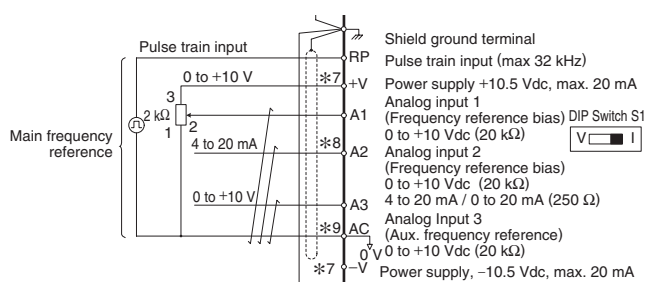 Shield ground terminal
Pulse train input
RP Pulse train input (max 32 kHz)
0 to +10 V
*7 +V Power supply +10.5 Vdc, max. 20 mA
3
2 kΩ
1 2
A1 Analog input 1
(Frequency reference bias)
0 to +10 Vdc (20 kΩ)
DIP Switch S1
V I
Main frequency
reference
4 to 20 mA
*8 A2 Analog input 2
(Frequency reference bias)
0 to +10 Vdc (20 kΩ)
4 to 20 mA / 0 to 20 mA (250 Ω)
0 to +10 V
A3 Analog Input 3
(Aux. frequency reference)
0 to +10 Vdc (20 kΩ)
*9 AC
0 V
*7 −V Power supply, −10.5 Vdc, max. 20 mA